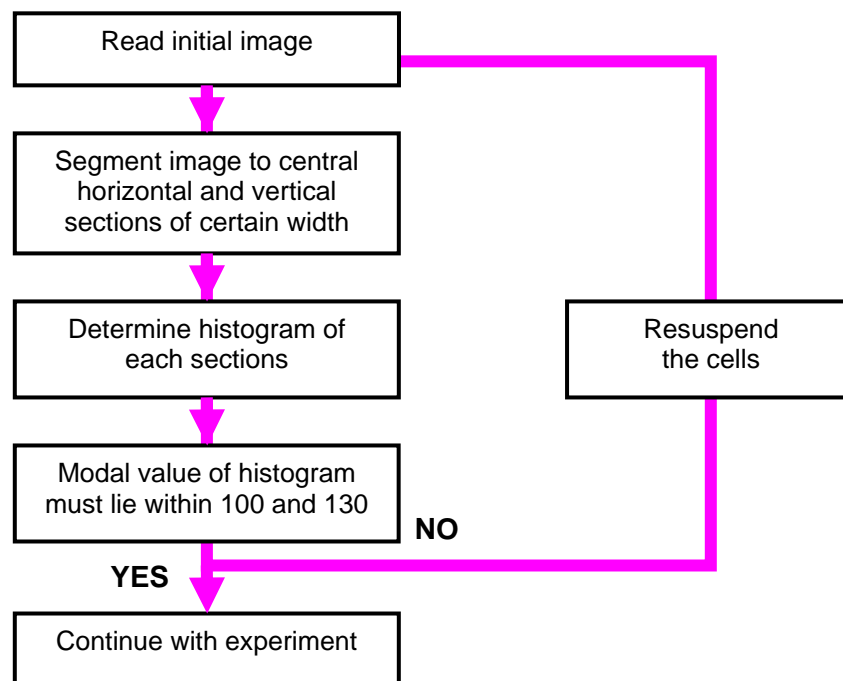 Read initial image
Segment image to central
horizontal and vertical
sections of certain width
Determine histogram of
each sections
Resuspend
the cells
Modal value of histogram
must lie within 100 and 130
NO
YES
Continue with experiment